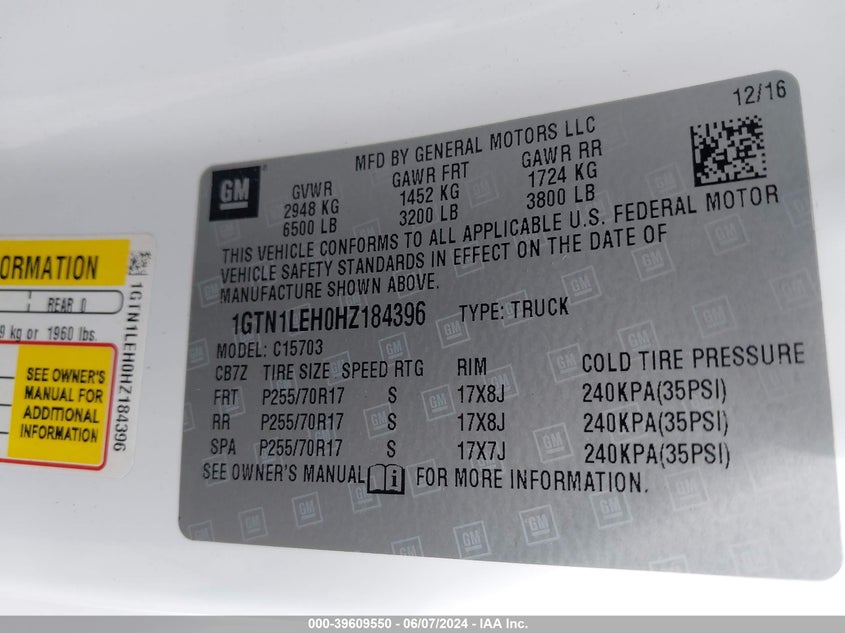 12/16
MFD BY GENERAL MOTORS LLC
GM
GVWR GAWR FRT GAWR RR
2948 KG 1452 KG 1724 KG
6500 LB 3200 LB 3800 LB
THIS VEHICLE CONFORMS TO ALL APPLICABLE U.S. FEDERAL MOTOR
VEHICLE SAFETY STANDARDS IN EFFECT ON THE DATE OF
MANUFACTURE SHOWN ABOVE.
1GTN1LEH0HZ184396 TYPE: TRUCK
MODEL: C15703
CB7Z TIRE SIZE SPEED RTG RIM COLD TIRE PRESSURE
FRT P255/70R17 S 17X8J 240KPA(35PSI)
RR P255/70R17 S 17X8J 240KPA(35PSI)
SPA P255/70R17 S 17X7J 240KPA(35PSI)
SEE OWNER'S MANUAL i FOR MORE INFORMATION.
ORMATION
REAR 0
9 kg or 1960 lbs.
SEE OWNER'S
MANUAL FOR
ADDITIONAL
INFORMATION
1GTN1LEH0HZ184396
000-39609550 / 06/07/2024 - IAA Inc.